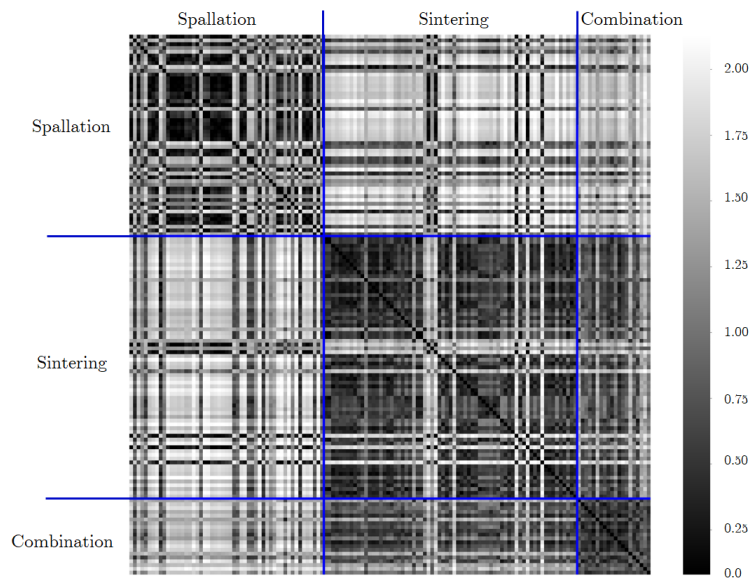 Spallation Sintering Combination
Spallation
Sintering
Combination
2.00
1.75
1.50
1.25
1.00
0.75
0.50
0.25
0.0